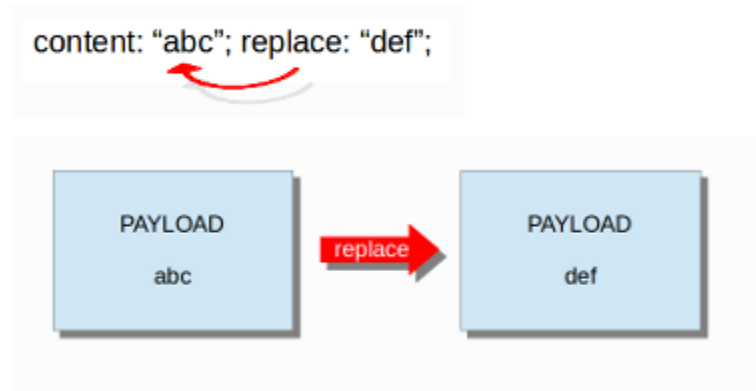 content: “abc”; replace: “def”;
PAYLOAD
abc
replace
PAYLOAD
def